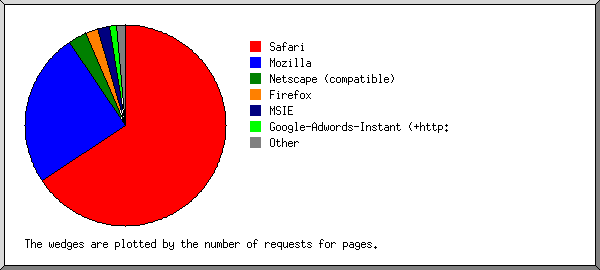 Safari
Mozilla
Netscape (compatible)
Firefox
MSIE
Google-Adwords-Instant (+http:
Other
The wedges are plotted by the number of requests for pages.